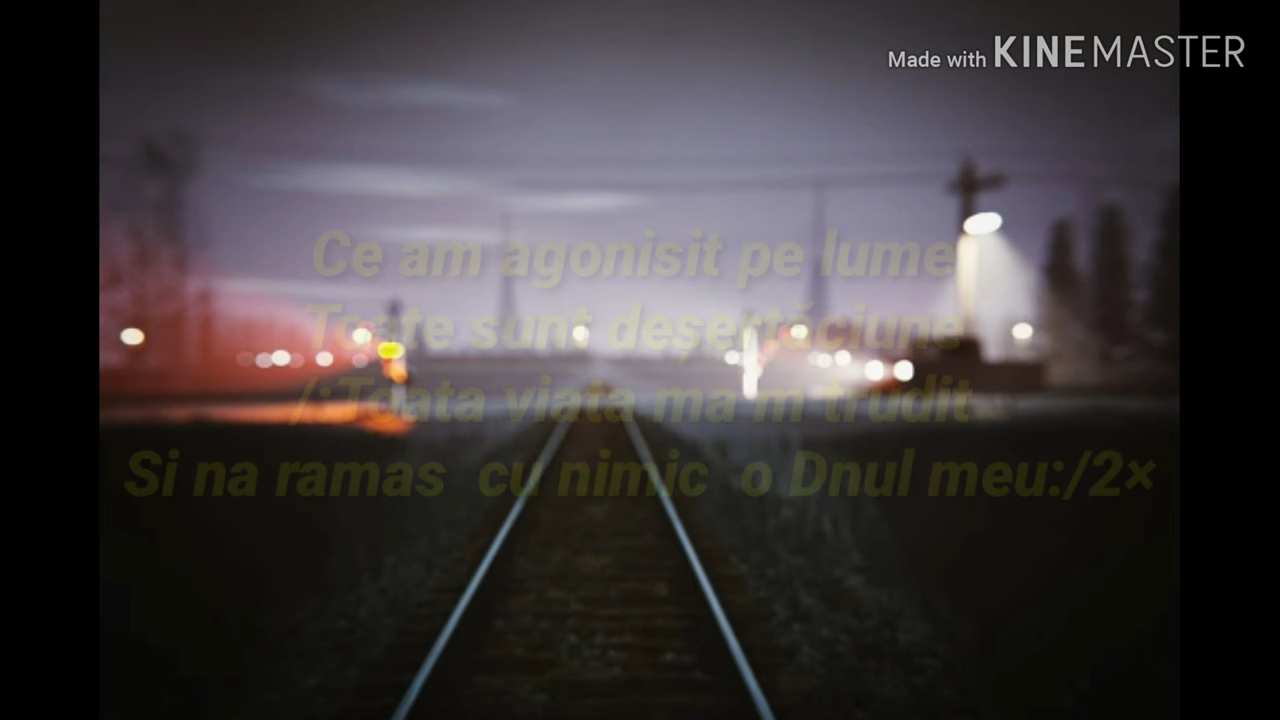 Made with KINEMASTER
Ce am agonisit pe lume
Toate sunt deșertăciune
/:Toata viata ma m trudit
Si na ramas cu nimic o Dnul meu:/2×